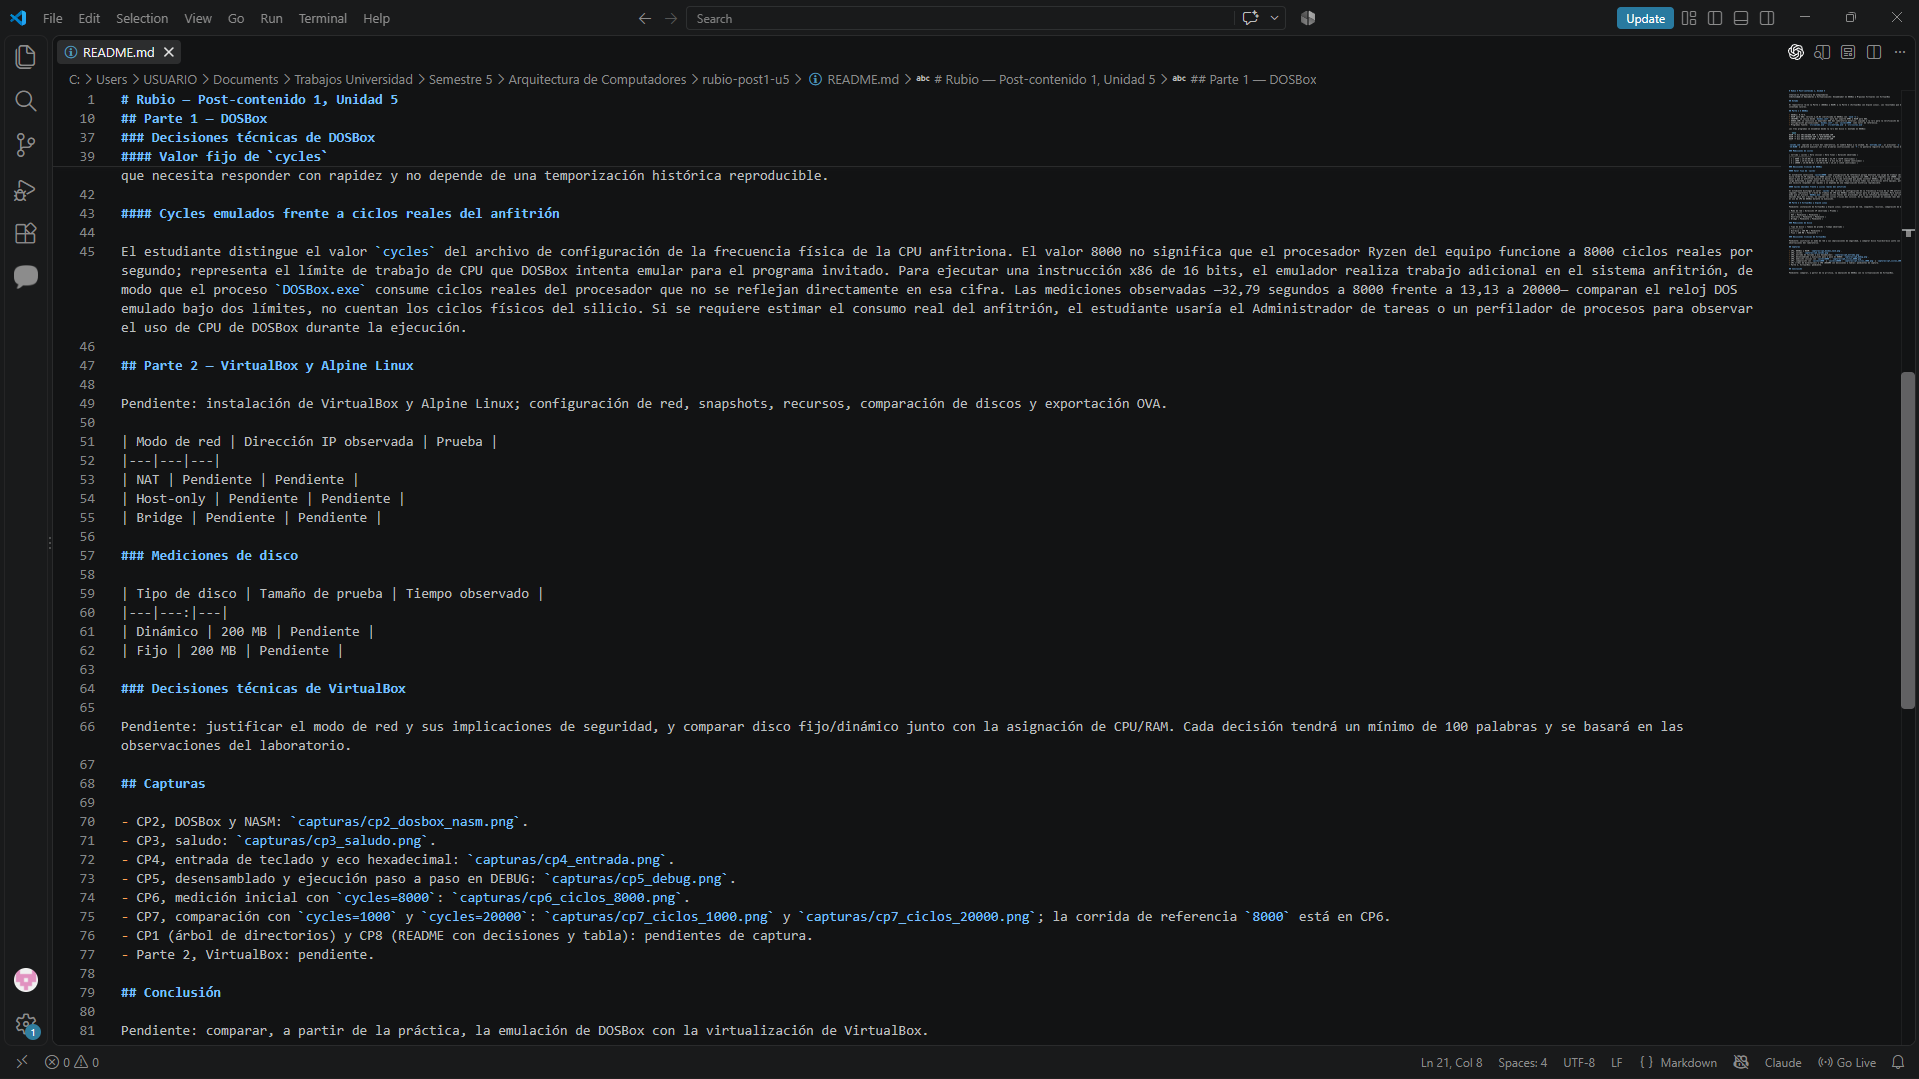 File Edit Selection View Go Run Terminal Help
Search
Update
README.md
C: > Users > USUARIO > Documents > Trabajos Universidad > Semestre 5 > Arquitectura de Computadores > rubio-post1-u5 > README.md > abc # Rubio — Post-contenido 1, Unidad 5 > abc ## Parte 1 — DOSBox
1 # Rubio — Post-contenido 1, Unidad 5
10 ## Parte 1 — DOSBox
37 ### Decisiones técnicas de DOSBox
39 #### Valor fijo de `cycles`
que necesita responder con rapidez y no depende de una temporización histórica reproducible.
42
43 #### Cycles emulados frente a ciclos reales del anfitrión
44
45 El estudiante distingue el valor `cycles` del archivo de configuración de la frecuencia física de la CPU anfitriona. El valor 8000 no significa que el procesador Ryzen del equipo funcione a 8000 ciclos reales por
segundo; representa el límite de trabajo de CPU que DOSBox intenta emular para el programa invitado. Para ejecutar una instrucción x86 de 16 bits, el emulador realiza trabajo adicional en el sistema anfitrión, de
modo que el proceso `DOSBox.exe` consume ciclos reales del procesador que no se reflejan directamente en esa cifra. Las mediciones observadas —32,79 segundos a 8000 frente a 13,13 a 20000— comparan el reloj DOS
emulado bajo dos límites, no cuentan los ciclos físicos del silicio. Si se requiere estimar el consumo real del anfitrión, el estudiante usaría el Administrador de tareas o un perfilador de procesos para observar
el uso de CPU de DOSBox durante la ejecución.
46
47 ## Parte 2 — VirtualBox y Alpine Linux
48
49 Pendiente: instalación de VirtualBox y Alpine Linux; configuración de red, snapshots, recursos, comparación de discos y exportación OVA.
50
51 | Modo de red | Dirección IP observada | Prueba |
52 |---|---|---|
53 | NAT | Pendiente | Pendiente |
54 | Host-only | Pendiente | Pendiente |
55 | Bridge | Pendiente | Pendiente |
56
57 ### Mediciones de disco
58
59 | Tipo de disco | Tamaño de prueba | Tiempo observado |
60 |---|---:|---|
61 | Dinámico | 200 MB | Pendiente |
62 | Fijo | 200 MB | Pendiente |
63
64 ### Decisiones técnicas de VirtualBox
65
66 Pendiente: justificar el modo de red y sus implicaciones de seguridad, y comparar disco fijo/dinámico junto con la asignación de CPU/RAM. Cada decisión tendrá un mínimo de 100 palabras y se basará en las
observaciones del laboratorio.
67
68 ## Capturas
69
70 - CP2, DOSBox y NASM: `capturas/cp2_dosbox_nasm.png`.
71 - CP3, saludo: `capturas/cp3_saludo.png`.
72 - CP4, entrada de teclado y eco hexadecimal: `capturas/cp4_entrada.png`.
73 - CP5, desensamblado y ejecución paso a paso en DEBUG: `capturas/cp5_debug.png`.
74 - CP6, medición inicial con `cycles=8000`: `capturas/cp6_ciclos_8000.png`.
75 - CP7, comparación con `cycles=1000` y `cycles=20000`: `capturas/cp7_ciclos_1000.png` y `capturas/cp7_ciclos_20000.png`; la corrida de referencia `8000` está en CP6.
76 - CP1 (árbol de directorios) y CP8 (README con decisiones y tabla): pendientes de captura.
77 - Parte 2, VirtualBox: pendiente.
78
79 ## Conclusión
80
81 Pendiente: comparar, a partir de la práctica, la emulación de DOSBox con la virtualización de VirtualBox.
1
0 0 Ln 21, Col 8 Spaces: 4 UTF-8 LF { } Markdown Claude Go Live